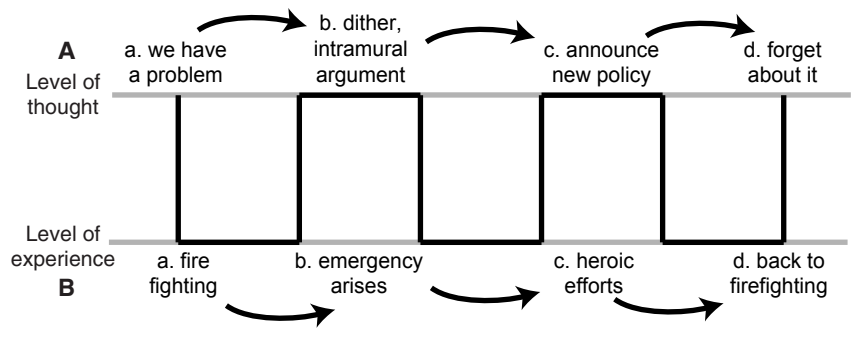 A
Level of
thought
a. we have
a problem
b. dither,
intramural
argument
c. announce
new policy
d. forget
about it
Level of
experience
B
a. fire
fighting
b. emergency
arises
c. heroic
efforts
d. back to
firefighting